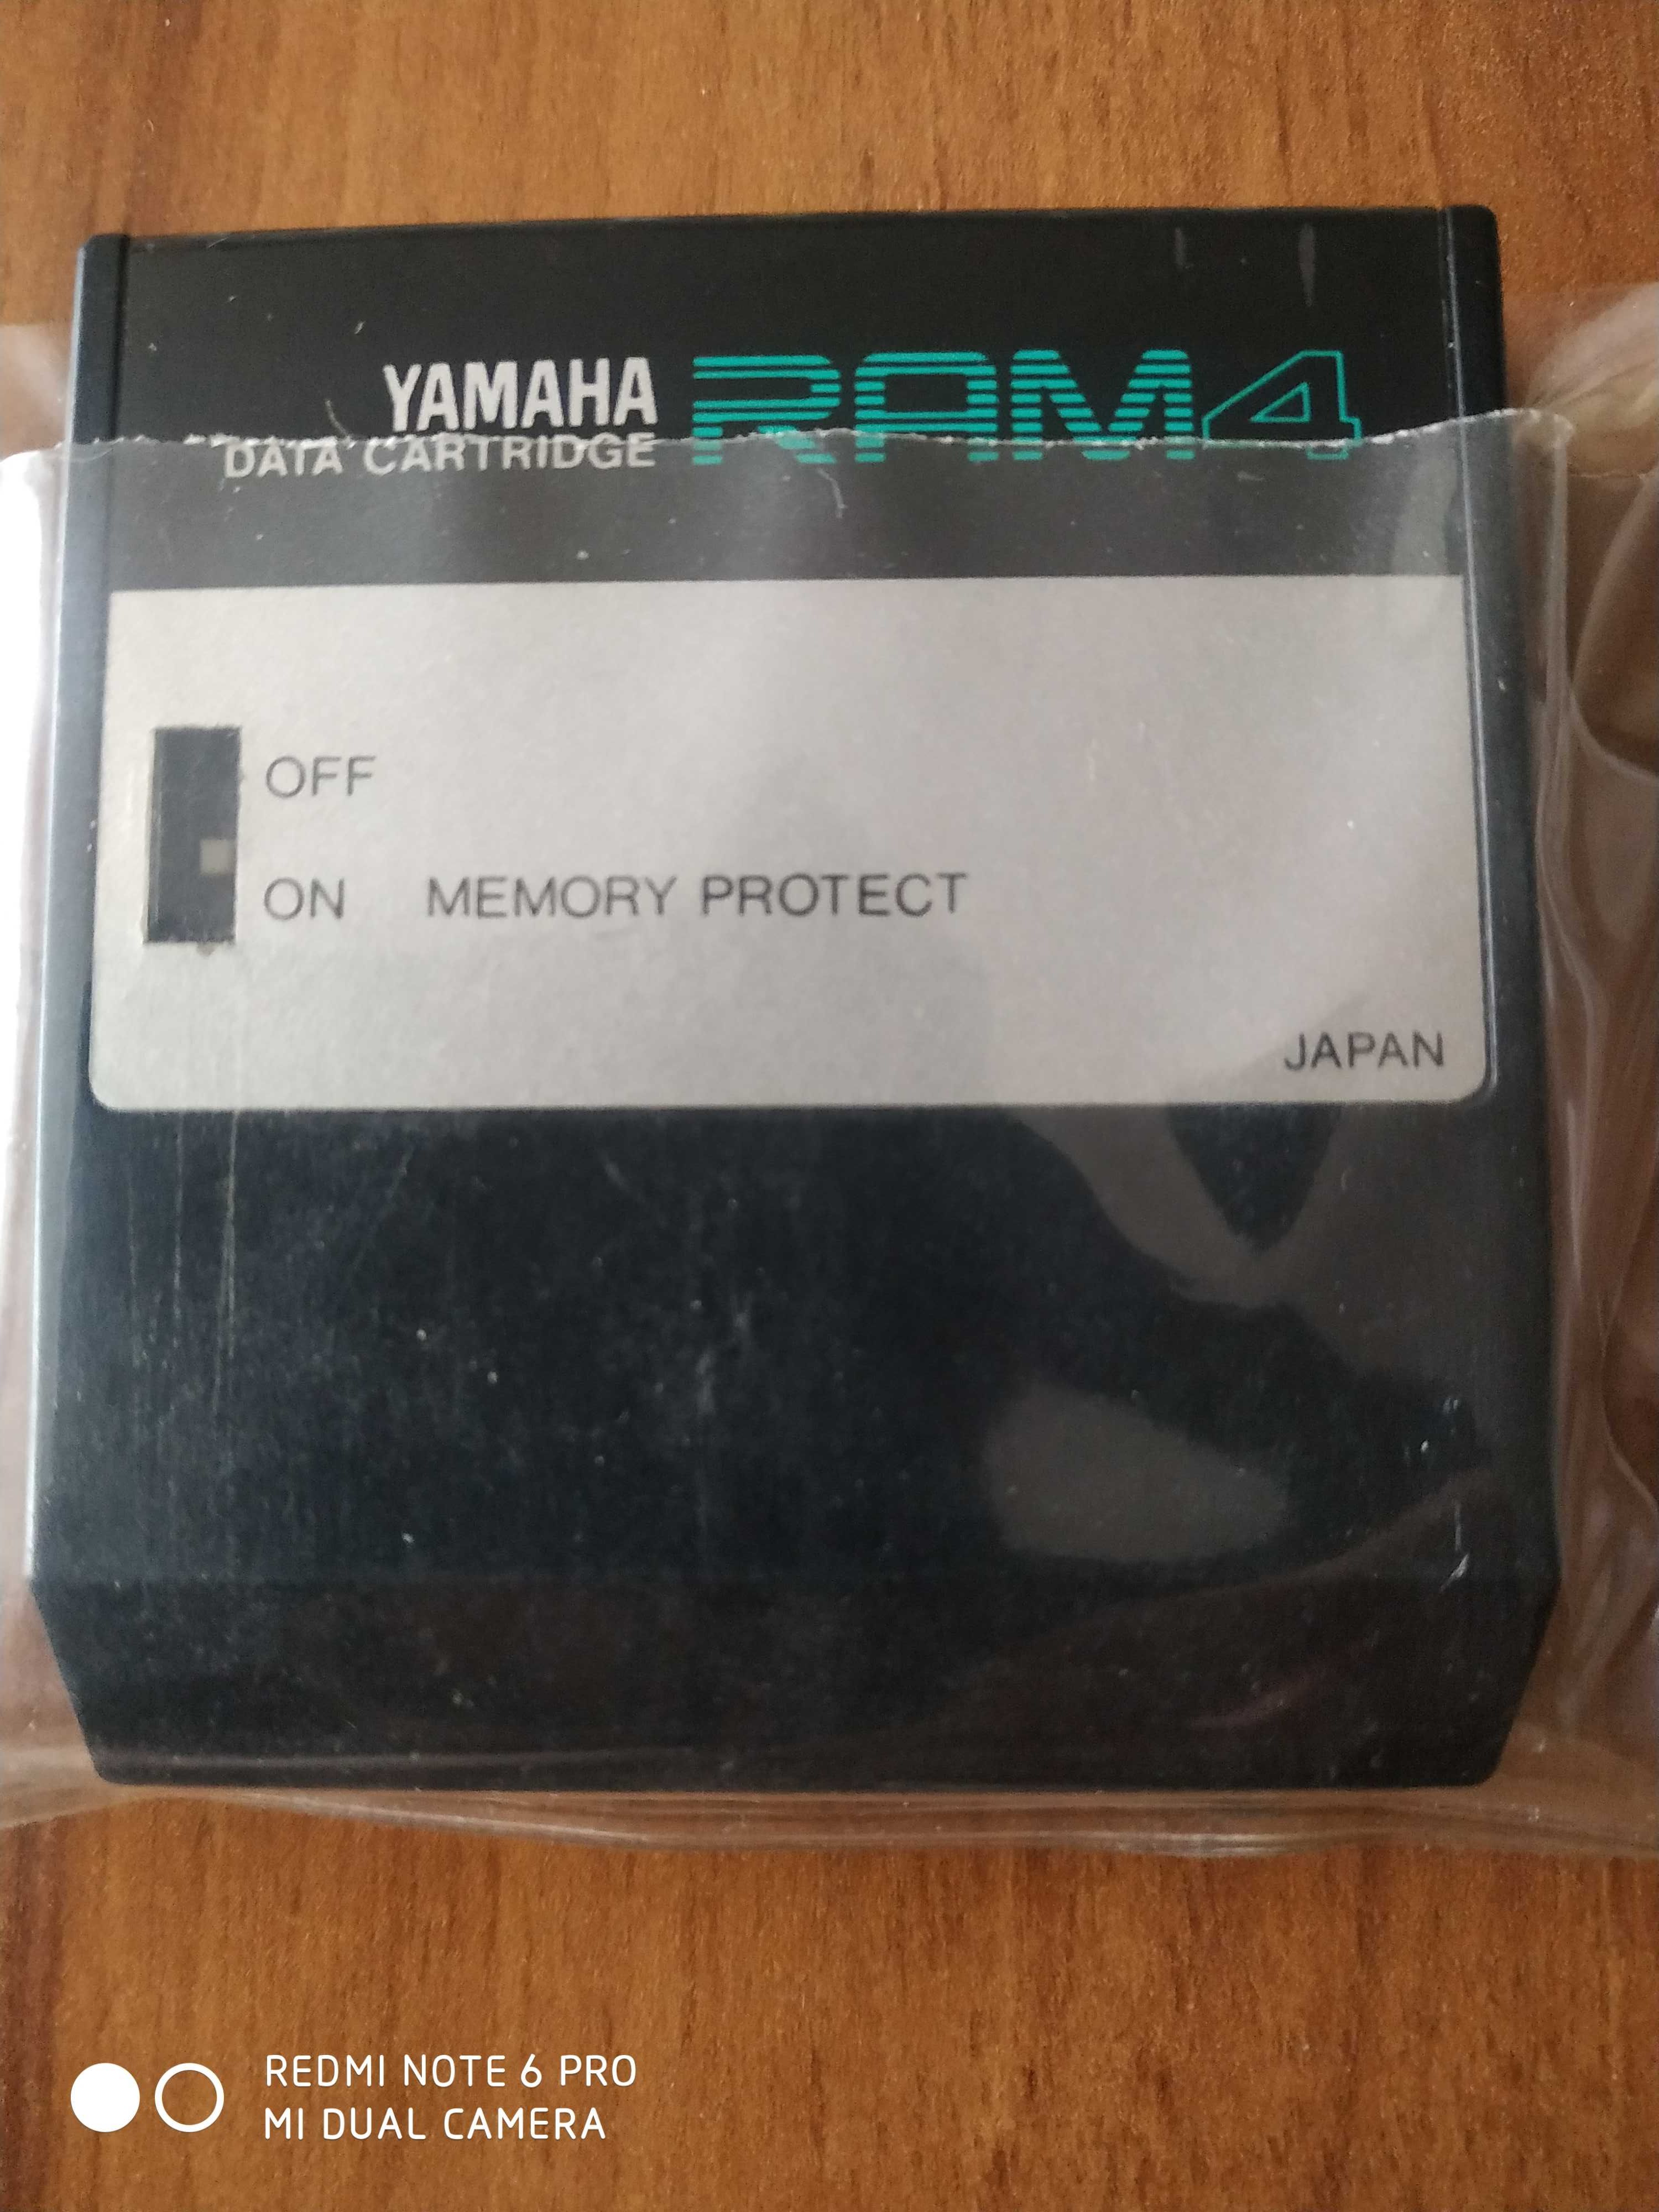 YAMAHA RAM4
DATA CARTRIDGE
OFF
ON MEMORY PROTECT
JAPAN
REDMI NOTE 6 PRO
MI DUAL CAMERA